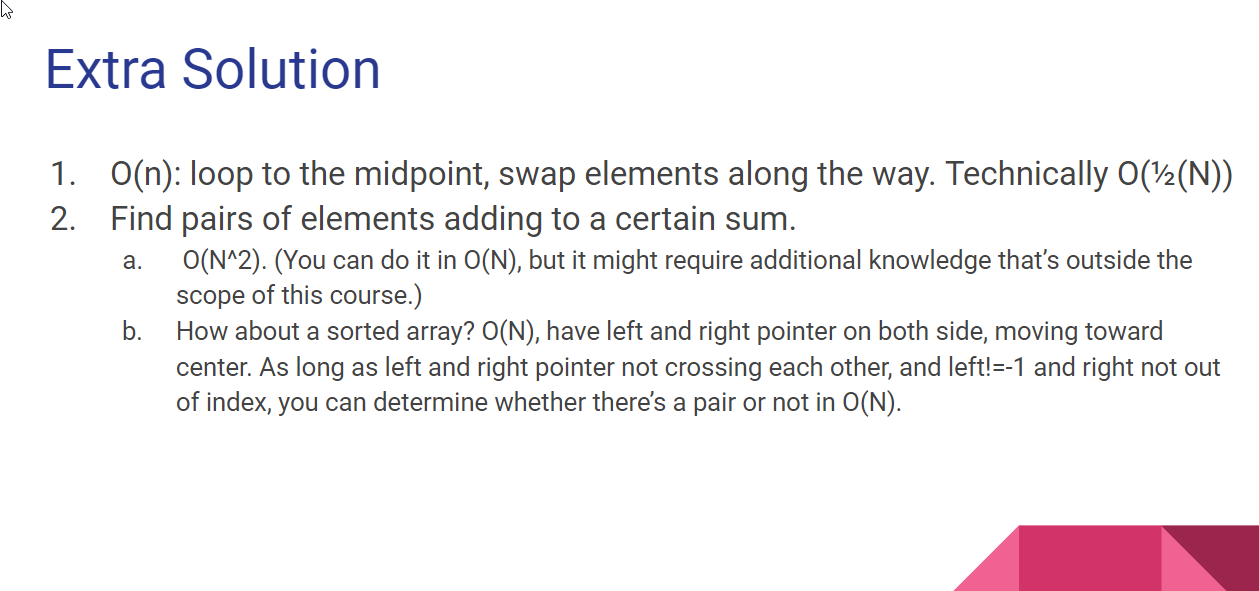 Extra Solution
1. O(n): loop to the midpoint, swap elements along the way. Technically O(½(N))
2. Find pairs of elements adding to a certain sum.
a. O(N^2). (You can do it in O(N), but it might require additional knowledge that’s outside the
scope of this course.)
b. How about a sorted array? O(N), have left and right pointer on both side, moving toward
center. As long as left and right pointer not crossing each other, and left!=-1 and right not out
of index, you can determine whether there’s a pair or not in O(N).